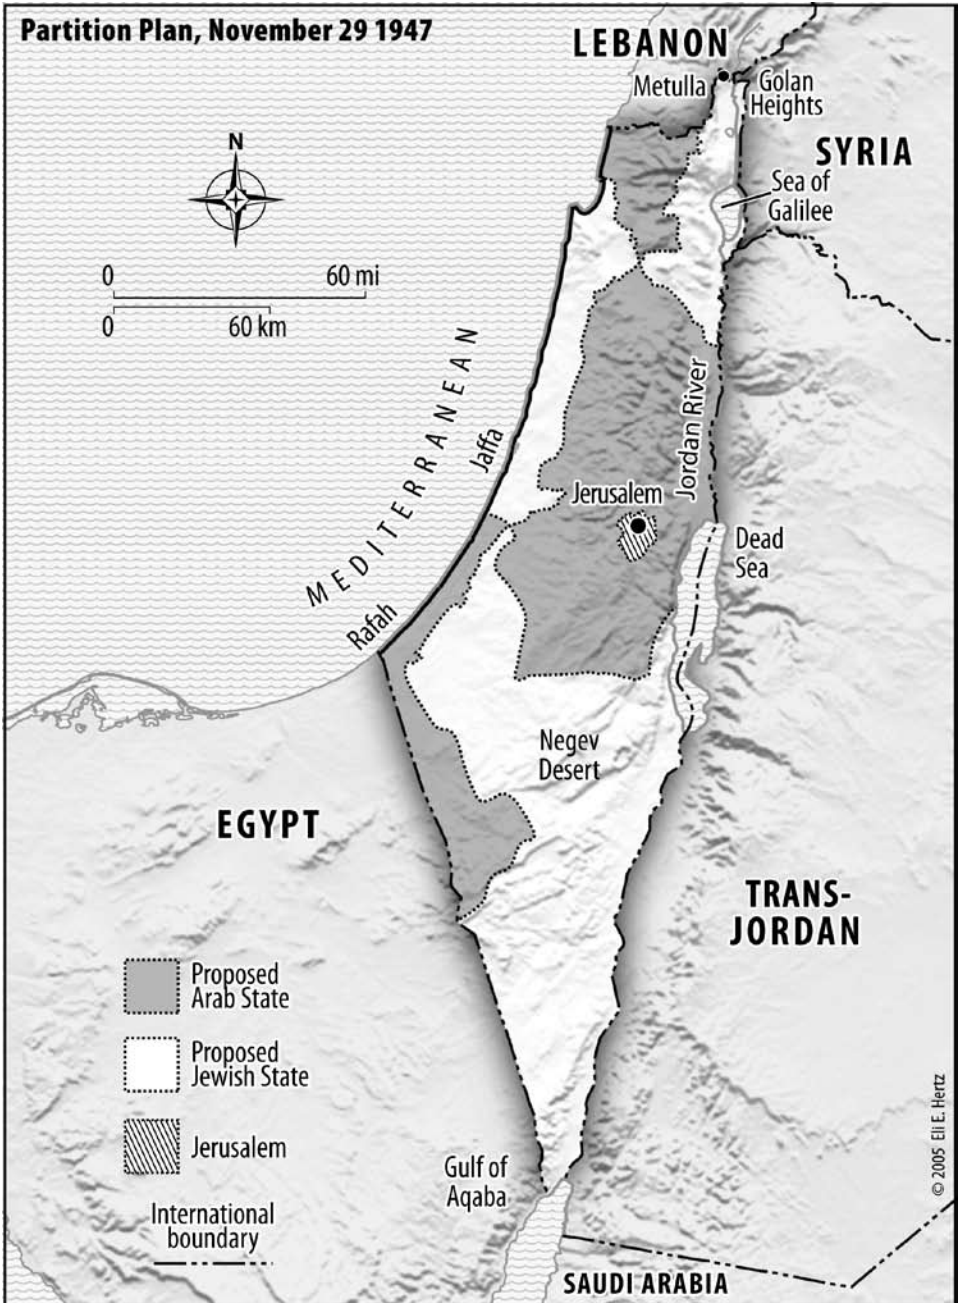 Partition Plan, November 29 1947
LEBANON
Metulla
Golan
Heights
SYRIA
Sea of
Galilee
N
0
60 mi
0
60 km
MEDITERRANEAN
Jaffa
Jordan River
Jerusalem
Dead
Sea
Rafah
Negev
Desert
EGYPT
TRANS-
JORDAN
Proposed
Arab State
Proposed
Jewish State
Jerusalem
International
boundary
Gulf of
Aqaba
SAUDI ARABIA
© 2005 Eli E. Hertz